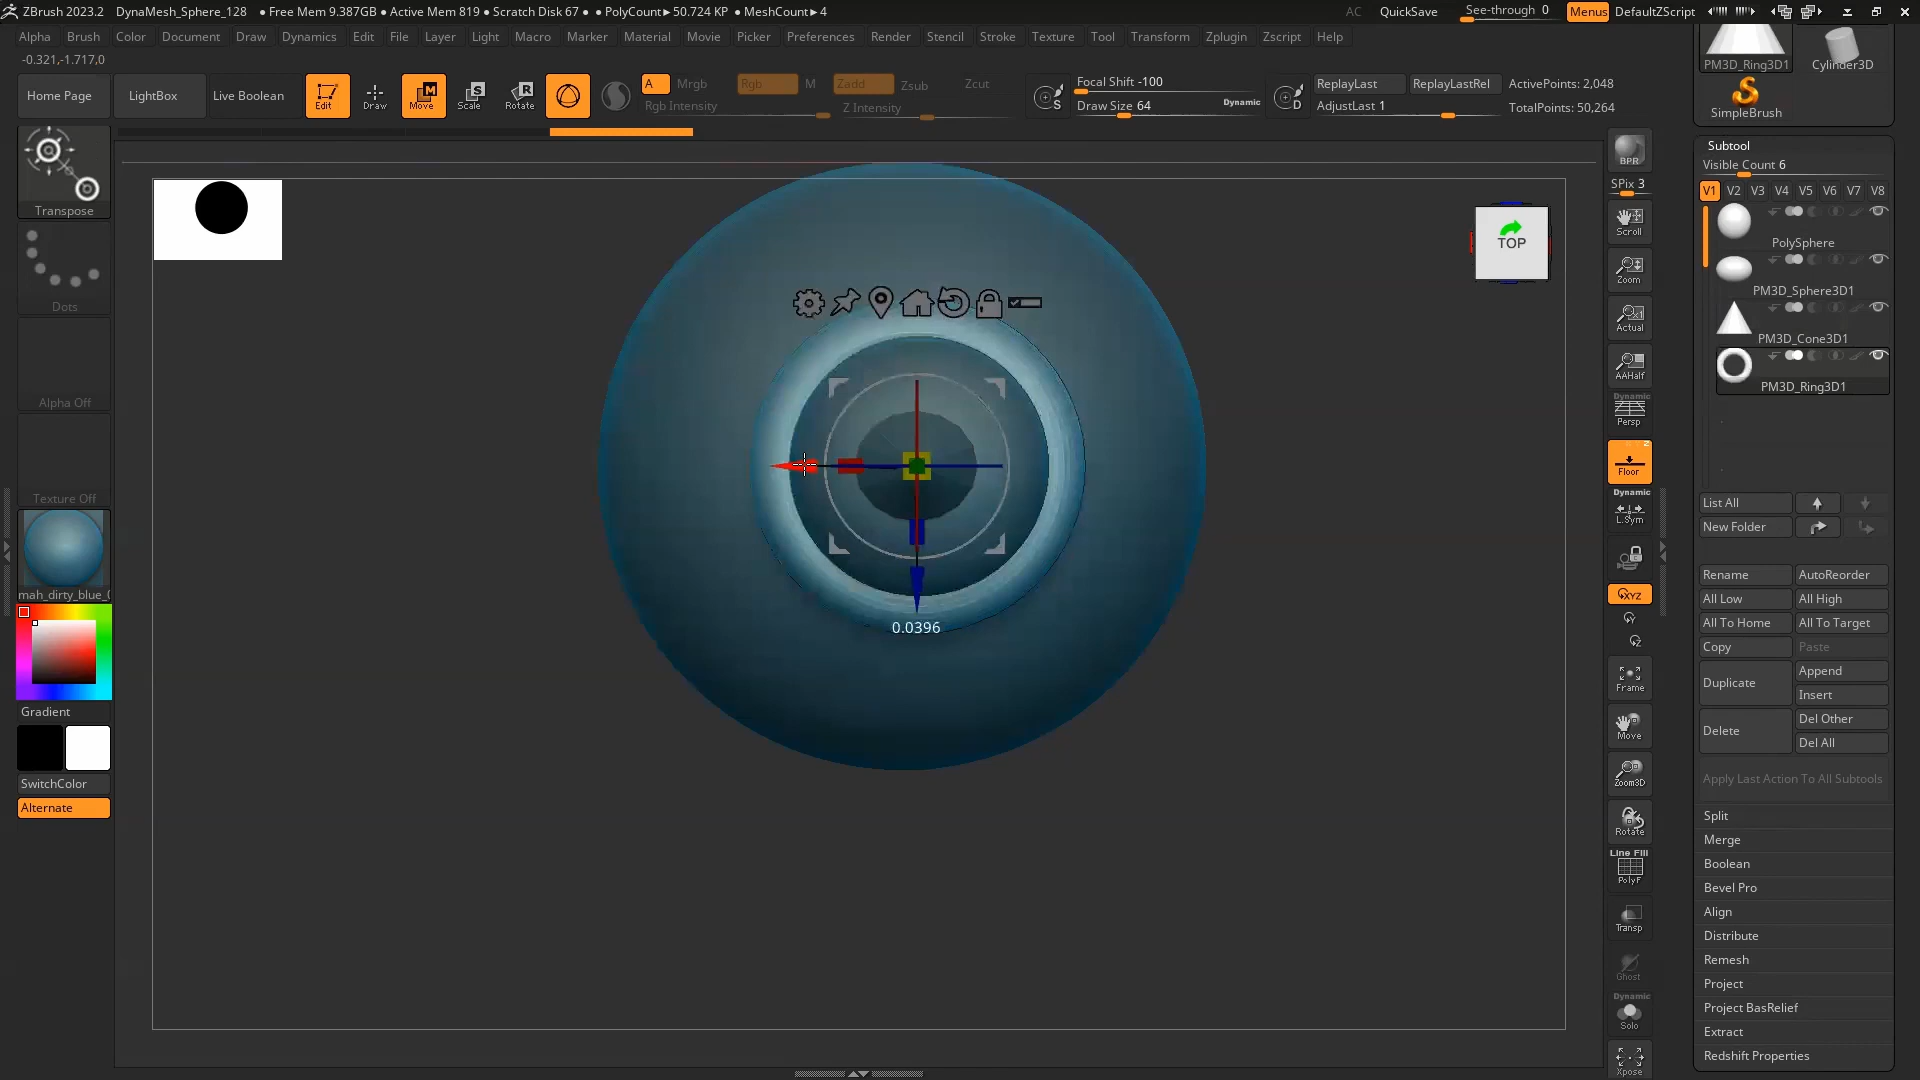 ZBrush 2023.2 DynaMesh_Sphere_128 ● Free Mem 9.387GB ● Active Mem 819 ● Scratch Disk 67 ● ● PolyCount► 50.724 KP ● MeshCount► 4 AC QuickSave See-through 0 Menus DefaultZScript
Alpha Brush Color Document Draw Dynamics Edit File Layer Light Macro Marker Material Movie Picker Preferences Render Stencil Stroke Texture Tool Transform Zplugin Zscript Help
-0.321,-1.717,0
PM3D_Ring3D1 Cylinder3D
SimpleBrush
Home Page LightBox Live Boolean Edit Draw Move Scale Rotate A Mrgb Rgb M Zadd Zsub Zcut
Rgb Intensity Z Intensity
Focal Shift -100
Draw Size 64 Dynamic
ReplayLast ReplayLastRel ActivePoints: 2,048
AdjustLast 1 TotalPoints: 50,264
Transpose
Dots
Alpha Off
Texture Off
mah_dirty_blue_0
Gradient
SwitchColor
Alternate
TOP
0.0396
BPR
SPix 3
Scroll
Zoom
Actual
AAHalf
Dynamic
Persp
Floor
Dynamic
L.Sym
XYZ
Y
Z
Frame
Move
Zoom3D
Rotate
Line Fill
PolyF
Transp
Ghost
Dynamic
Solo
Xpose
Subtool
Visible Count 6
V1 V2 V3 V4 V5 V6 V7 V8
PolySphere
PM3D_Sphere3D1
PM3D_Cone3D1
PM3D_Ring3D1
List All
New Folder
Rename AutoReorder
All Low All High
All To Home All To Target
Copy Paste
Duplicate Append
Insert
Delete Del Other
Del All
Apply Last Action To All Subtools
Split
Merge
Boolean
Bevel Pro
Align
Distribute
Remesh
Project
Project BasRelief
Extract
Redshift Properties